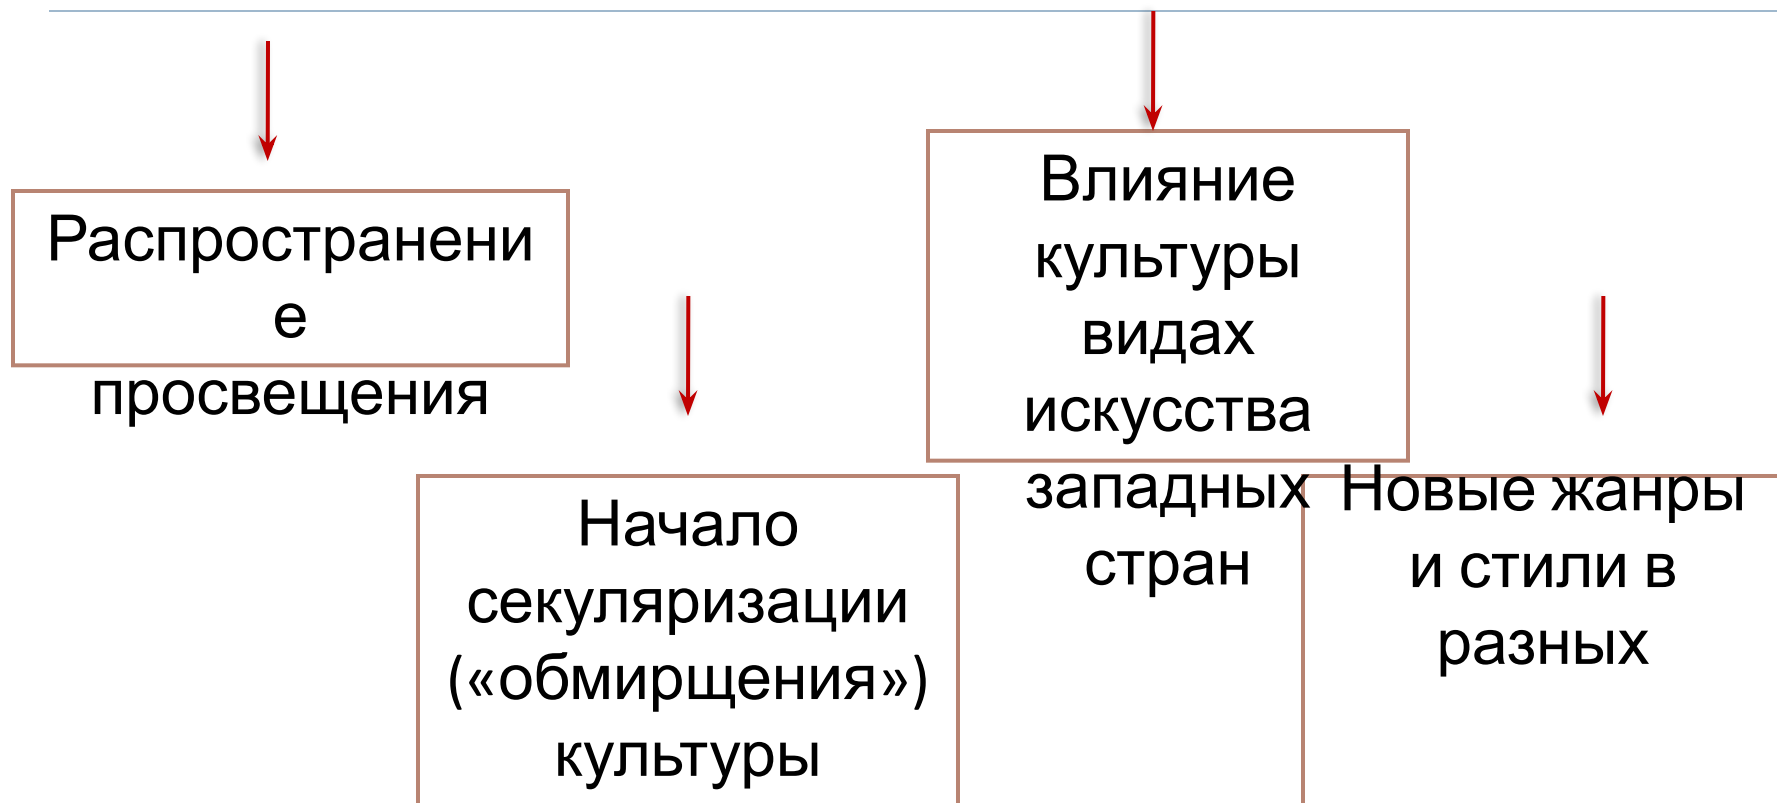 Распространени
е
просвещения
Начало
секуляризации
(«обмирщения»)
культуры
Влияние
культуры
видах
искусства
западных
стран
Новые жанры
и стили в
разных